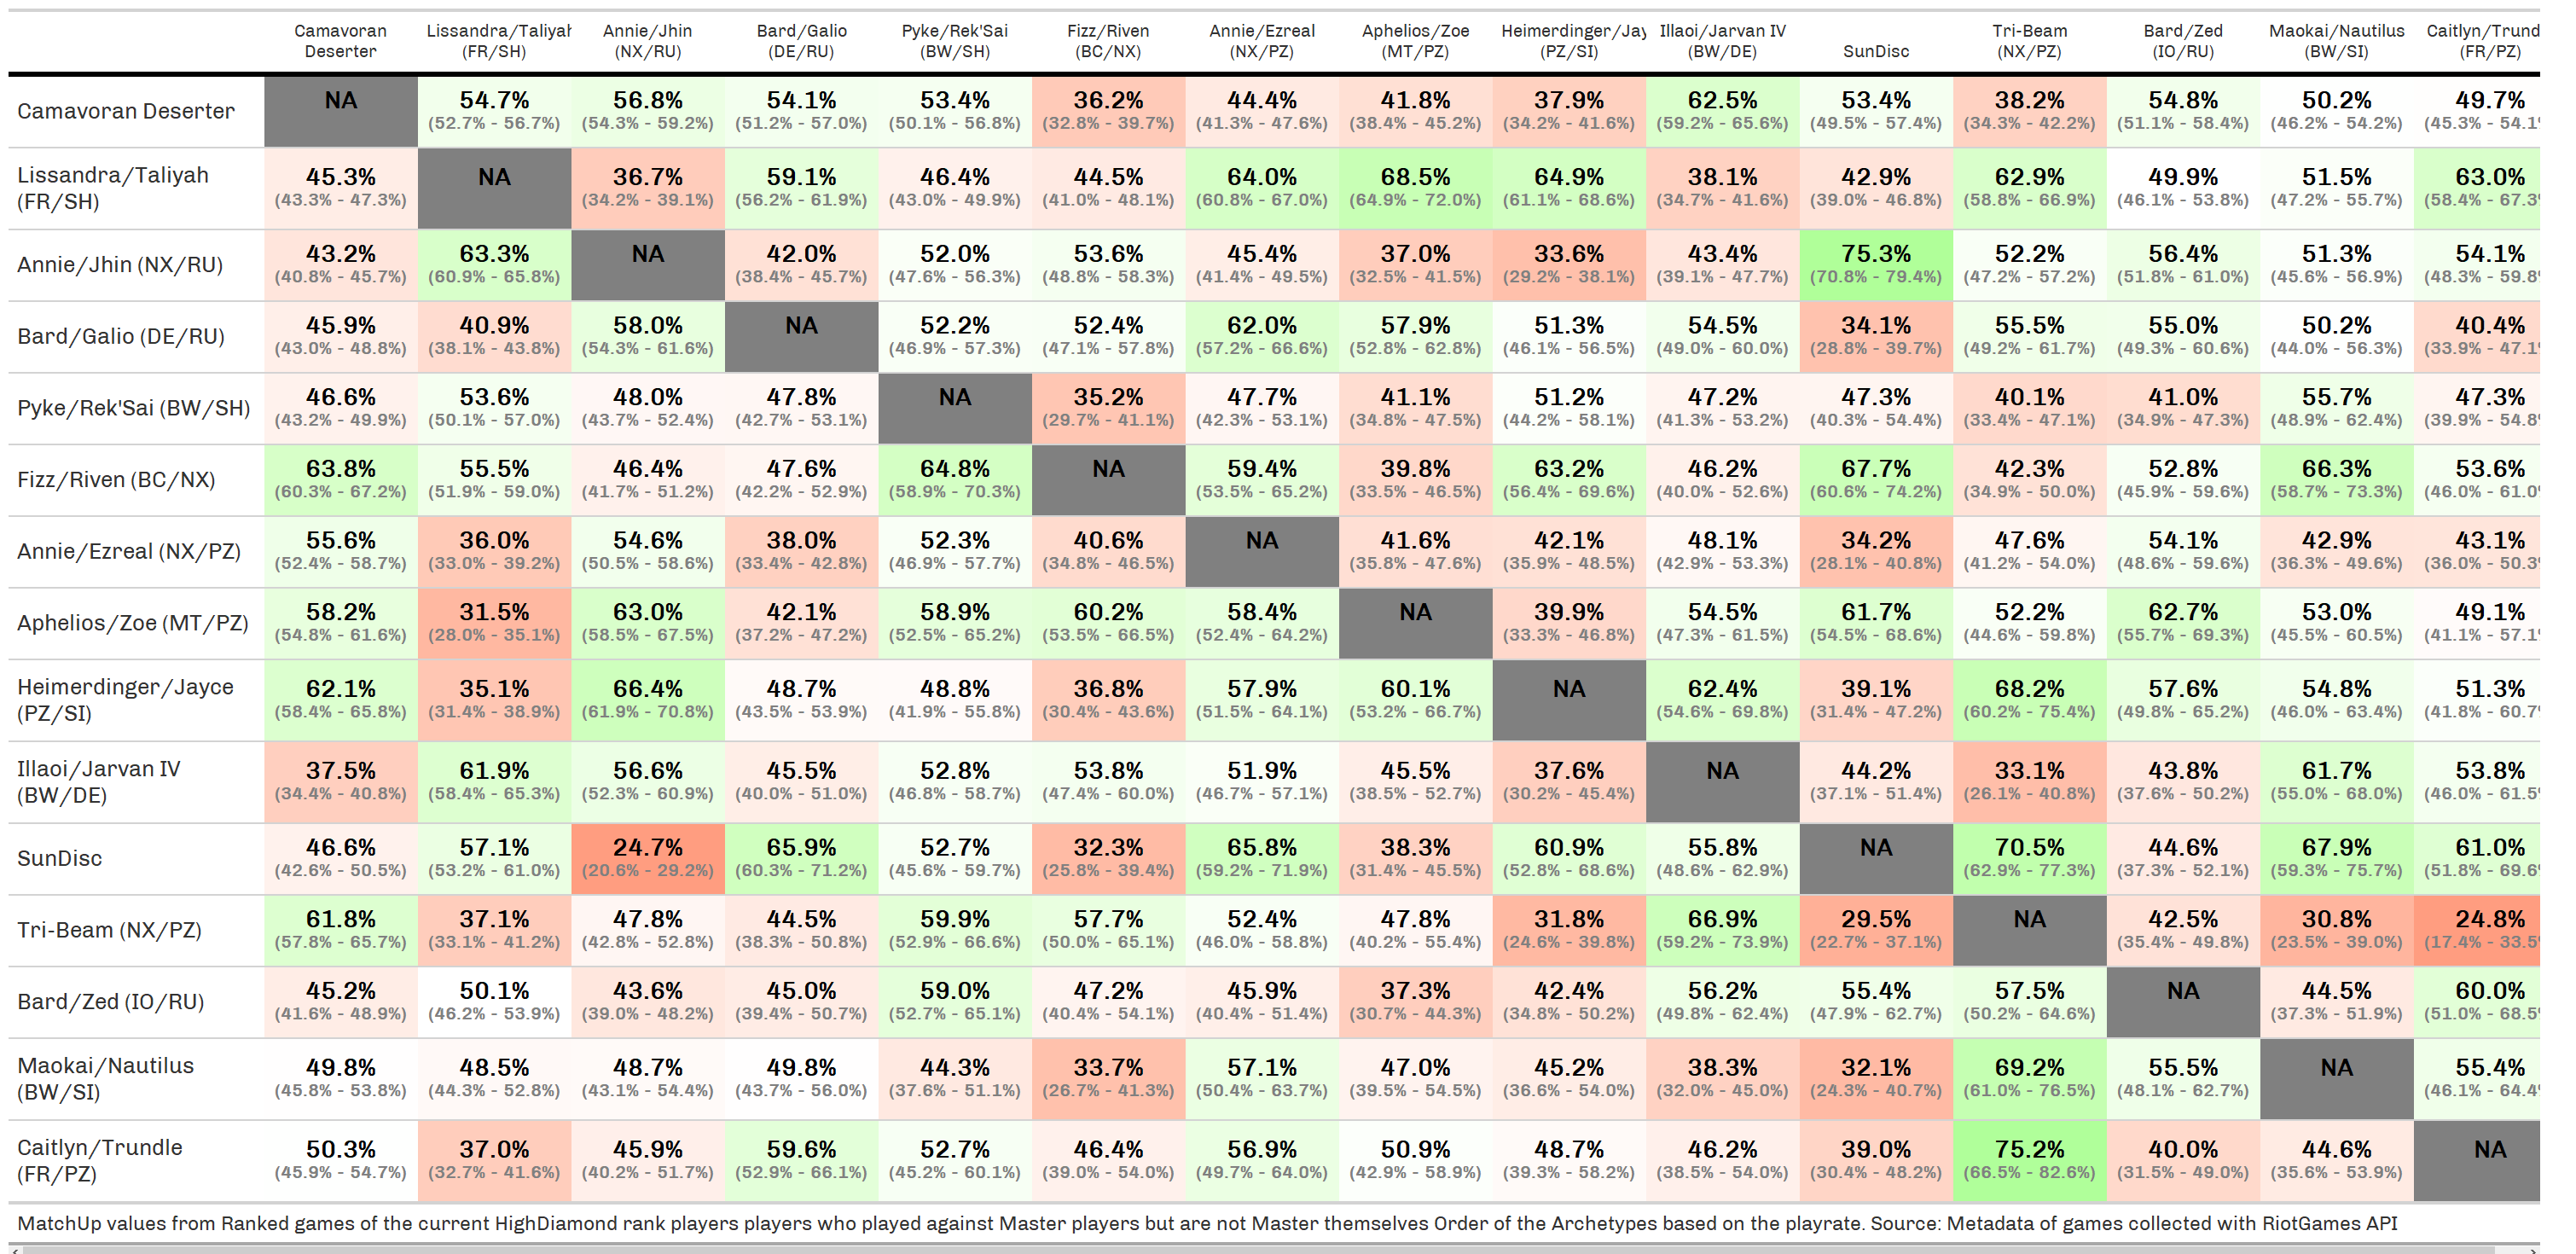 Camavoran Deserter Lissandra/Taliyah (FR/SH) Annie/Jhin (NX/RU) Bard/Galio (DE/RU) Pyke/Rek'Sai (BW/SH) Fizz/Riven (BC/NX) Annie/Ezreal (NX/PZ) Aphelios/Zoe (MT/PZ) Heimerdinger/Jay (PZ/SI) Illaoi/Jarvan IV (BW/DE) SunDisc Tri-Beam (NX/PZ) Bard/Zed (IO/RU) Maokai/Nautilus (BW/SI) Caitlyn/Trund (FR/PZ)
Camavoran Deserter NA 54.7% 56.8% 54.1% 53.4% 36.2% 44.4% 41.8% 37.9% 62.5% 53.4% 38.2% 54.8% 50.2% 49.7%
(52.7% - 56.7%) (54.3% - 59.2%) (51.2% - 57.0%) (50.1% - 56.8%) (32.8% - 39.7%) (41.3% - 47.6%) (38.4% - 45.2%) (34.2% - 41.6%) (59.2% - 65.6%) (49.5% - 57.4%) (34.3% - 42.2%) (51.1% - 58.4%) (46.2% - 54.2%) (45.3% - 54.1
Lissandra/Taliyah (FR/SH) 45.3% NA 36.7% 59.1% 46.4% 44.5% 64.0% 68.5% 64.9% 38.1% 42.9% 62.9% 49.9% 51.5% 63.0%
(43.3% - 47.3%) (34.2% - 39.1%) (56.2% - 61.9%) (43.0% - 49.9%) (41.0% - 48.1%) (60.8% - 67.0%) (64.9% - 72.0%) (61.1% - 68.6%) (34.7% - 41.6%) (39.0% - 46.8%) (58.8% - 66.9%) (46.1% - 53.8%) (47.2% - 55.7%) (58.4% - 67.3
Annie/Jhin (NX/RU) 43.2% 63.3% NA 42.0% 52.0% 53.6% 45.4% 37.0% 33.6% 43.4% 75.3% 52.2% 56.4% 51.3% 54.1%
(40.8% - 45.7%) (60.9% - 65.8%) (38.4% - 45.7%) (47.6% - 56.3%) (48.8% - 58.3%) (41.4% - 49.5%) (32.5% - 41.5%) (29.2% - 38.1%) (39.1% - 47.7%) (70.8% - 79.4%) (47.2% - 57.2%) (51.8% - 61.0%) (45.6% - 56.9%) (48.3% - 59.8
Bard/Galio (DE/RU) 45.9% 40.9% 58.0% NA 52.2% 52.4% 62.0% 57.9% 51.3% 54.5% 34.1% 55.5% 55.0% 50.2% 40.4%
(43.0% - 48.8%) (38.1% - 43.8%) (54.3% - 61.6%) (46.9% - 57.3%) (47.1% - 57.8%) (57.2% - 66.6%) (52.8% - 62.8%) (46.1% - 56.5%) (49.0% - 60.0%) (28.8% - 39.7%) (49.2% - 61.7%) (49.3% - 60.6%) (44.0% - 56.3%) (33.9% - 47.1
Pyke/Rek'Sai (BW/SH) 46.6% 53.6% 48.0% 47.8% NA 35.2% 47.7% 41.1% 51.2% 47.2% 47.3% 40.1% 41.0% 55.7% 47.3%
(43.2% - 49.9%) (50.1% - 57.0%) (43.7% - 52.4%) (42.7% - 53.1%) (29.7% - 41.1%) (42.3% - 53.1%) (34.8% - 47.5%) (44.2% - 58.1%) (41.3% - 53.2%) (40.3% - 54.4%) (33.4% - 47.1%) (34.9% - 47.3%) (48.9% - 62.4%) (39.9% - 54.8
Fizz/Riven (BC/NX) 63.8% 55.5% 46.4% 47.6% 64.8% NA 59.4% 39.8% 63.2% 46.2% 67.7% 42.3% 52.8% 66.3% 53.6%
(60.3% - 67.2%) (51.9% - 59.0%) (41.7% - 51.2%) (42.2% - 52.9%) (58.9% - 70.3%) (53.5% - 65.2%) (33.5% - 46.5%) (56.4% - 69.6%) (40.0% - 52.6%) (60.6% - 74.2%) (34.9% - 50.0%) (45.9% - 59.6%) (58.7% - 73.3%) (46.0% - 61.0
Annie/Ezreal (NX/PZ) 55.6% 36.0% 54.6% 38.0% 52.3% 40.6% NA 41.6% 42.1% 48.1% 34.2% 47.6% 54.1% 42.9% 43.1%
(52.4% - 58.7%) (33.0% - 39.2%) (50.5% - 58.6%) (33.4% - 42.8%) (46.9% - 57.7%) (34.8% - 46.5%) (35.8% - 47.6%) (35.9% - 48.5%) (42.9% - 53.3%) (28.1% - 40.8%) (41.2% - 54.0%) (48.6% - 59.6%) (36.3% - 49.6%) (36.0% - 50.3
Aphelios/Zoe (MT/PZ) 58.2% 31.5% 63.0% 42.1% 58.9% 60.2% 58.4% NA 39.9% 54.5% 61.7% 52.2% 62.7% 53.0% 49.1%
(54.8% - 61.6%) (28.0% - 35.1%) (58.5% - 67.5%) (37.2% - 47.2%) (52.5% - 65.2%) (53.5% - 66.5%) (52.4% - 64.2%) (33.3% - 46.8%) (47.3% - 61.5%) (54.5% - 68.6%) (44.6% - 59.8%) (55.7% - 69.3%) (45.5% - 60.5%) (41.1% - 57.1
Heimerdinger/Jayce (PZ/SI) 62.1% 35.1% 66.4% 48.7% 48.8% 36.8% 57.9% 60.1% NA 62.4% 39.1% 68.2% 57.6% 54.8% 51.3%
(58.4% - 65.8%) (31.4% - 38.9%) (61.9% - 70.8%) (43.5% - 53.9%) (41.9% - 55.8%) (30.4% - 43.6%) (51.5% - 64.1%) (53.2% - 66.7%) (54.6% - 69.8%) (31.4% - 47.2%) (60.2% - 75.4%) (49.8% - 65.2%) (46.0% - 63.4%) (41.8% - 60.7
Illaoi/Jarvan IV (BW/DE) 37.5% 61.9% 56.6% 45.5% 52.8% 53.8% 51.9% 45.5% 37.6% NA 44.2% 33.1% 43.8% 61.7% 53.8%
(34.4% - 40.8%) (58.4% - 65.3%) (52.3% - 60.9%) (40.0% - 51.0%) (46.8% - 58.7%) (47.4% - 60.0%) (46.7% - 57.1%) (38.5% - 52.7%) (30.2% - 45.4%) (37.1% - 51.4%) (26.1% - 40.8%) (37.6% - 50.2%) (55.0% - 68.0%) (46.0% - 61.5
SunDisc 46.6% 57.1% 24.7% 65.9% 52.7% 32.3% 65.8% 38.3% 60.9% 55.8% NA 70.5% 44.6% 67.9% 61.0%
(42.6% - 50.5%) (53.2% - 61.0%) (20.6% - 29.2%) (60.3% - 71.2%) (45.6% - 59.7%) (25.8% - 39.4%) (59.2% - 71.9%) (31.4% - 45.5%) (52.8% - 68.6%) (48.6% - 62.9%) (62.9% - 77.3%) (37.3% - 52.1%) (59.3% - 75.7%) (51.8% - 69.6
Tri-Beam (NX/PZ) 61.8% 37.1% 47.8% 44.5% 59.9% 57.7% 52.4% 47.8% 31.8% 66.9% 29.5% NA 42.5% 30.8% 24.8%
(57.8% - 65.7%) (33.1% - 41.2%) (42.8% - 52.8%) (38.3% - 50.8%) (52.9% - 66.6%) (50.0% - 65.1%) (46.0% - 58.8%) (40.2% - 55.4%) (24.6% - 39.8%) (59.2% - 73.9%) (22.7% - 37.1%) (35.4% - 49.8%) (23.5% - 39.0%) (17.4% - 33.5
Bard/Zed (IO/RU) 45.2% 50.1% 43.6% 45.0% 59.0% 47.2% 45.9% 37.3% 42.4% 56.2% 55.4% 57.5% NA 44.5% 60.0%
(41.6% - 48.9%) (46.2% - 53.9%) (39.0% - 48.2%) (39.4% - 50.7%) (52.7% - 65.1%) (40.4% - 54.1%) (40.4% - 51.4%) (30.7% - 44.3%) (34.8% - 50.2%) (49.8% - 62.4%) (47.9% - 62.7%) (50.2% - 64.6%) (37.3% - 51.9%) (51.0% - 68.5
Maokai/Nautilus (BW/SI) 49.8% 48.5% 48.7% 49.8% 44.3% 33.7% 57.1% 47.0% 45.2% 38.3% 32.1% 69.2% 55.5% NA 55.4%
(45.8% - 53.8%) (44.3% - 52.8%) (43.1% - 54.4%) (43.7% - 56.0%) (37.6% - 51.1%) (26.7% - 41.3%) (50.4% - 63.7%) (39.5% - 54.5%) (36.6% - 54.0%) (32.0% - 45.0%) (24.3% - 40.7%) (61.0% - 76.5%) (48.1% - 62.7%) (46.1% - 64.4
Caitlyn/Trundle (FR/PZ) 50.3% 37.0% 45.9% 59.6% 52.7% 46.4% 56.9% 50.9% 48.7% 46.2% 39.0% 75.2% 40.0% 44.6% NA
(45.9% - 54.7%) (32.7% - 41.6%) (40.2% - 51.7%) (52.9% - 66.1%) (45.2% - 60.1%) (39.0% - 54.0%) (49.7% - 64.0%) (42.9% - 58.9%) (39.3% - 58.2%) (38.5% - 54.0%) (30.4% - 48.2%) (66.5% - 82.6%) (31.5% - 49.0%) (35.6% - 53.9%)
MatchUp values from Ranked games of the current HighDiamond rank players players who played against Master players but are not Master themselves Order of the Archetypes based on the playrate. Source: Metadata of games collected with RiotGames API